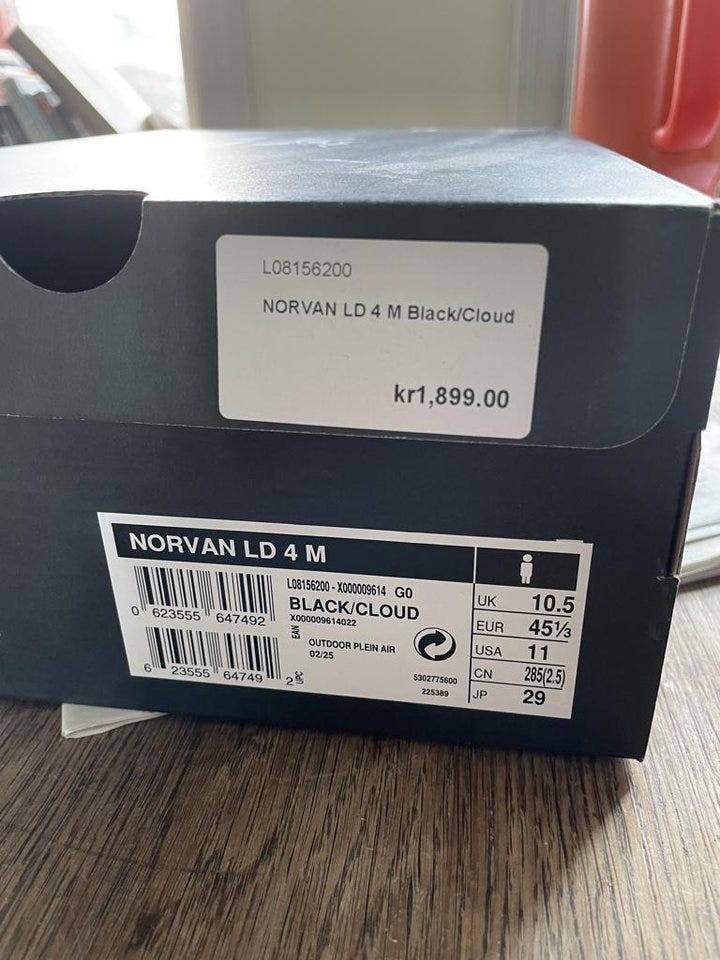 L08156200
NORVAN LD 4 M Black/Cloud
kr1,899.00
NORVAN LD 4 M
L08156200 - X000009614 G0
BLACK/CLOUD
X000009614022
0 623555 647492
EAN
OUTDOOR PLEIN AIR
02/25
6 23555 64749 2
UPC
5302775600
225389
UK 10.5
EUR 45⅓
USA 11
CN 285(2.5)
JP 29